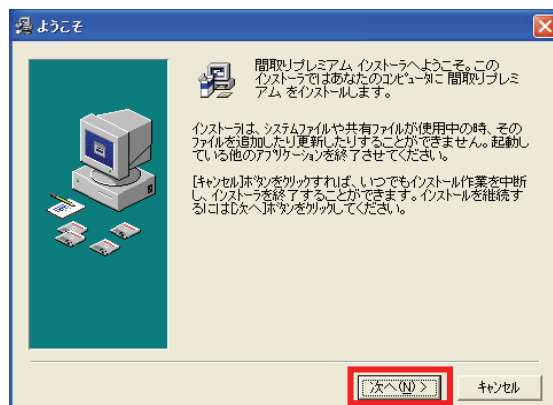 ようこそ
間取りプレミアム インストーラへようこそ。この
インストーラではあなたのコンピュータに 間取りプレミ
アム をインストールします。
インストーラは、システムファイルや共有ファイルが使用中の時、その
ファイルを追加したり更新したりすることができません。起動し
ている他のアプリケーションを終了させてください。
[キャンセル]ボタンをクリックすれば、いつでもインストール作業を中断
し、インストーラを終了することができます。インストールを継続す
るには[次へ]ボタンをクリックしてください。
次へ(N) >
キャンセル